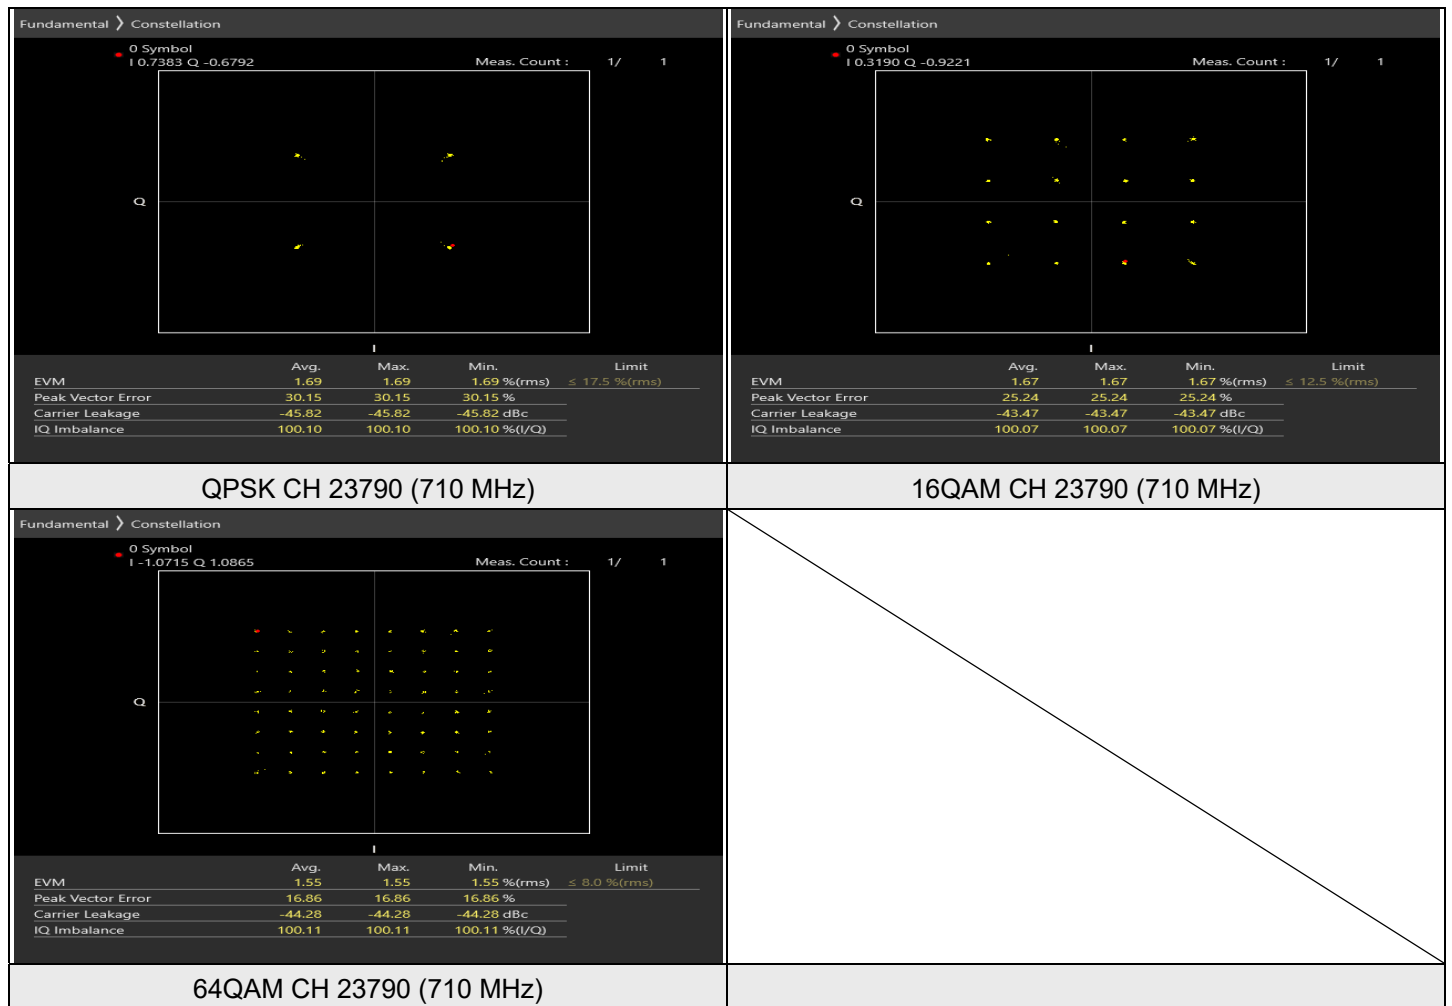 Fundamental ❯ Constellation
0 Symbol
I 0.7383 Q -0.6792 Meas. Count : 1/ 1
Q
I
Avg. Max. Min. Limit
EVM 1.69 1.69 1.69 %(rms) ≤ 17.5 %(rms)
Peak Vector Error 30.15 30.15 30.15 %
Carrier Leakage -45.82 -45.82 -45.82 dBc
IQ Imbalance 100.10 100.10 100.10 %(I/Q)
QPSK CH 23790 (710 MHz)
Fundamental ❯ Constellation
0 Symbol
I 0.3190 Q -0.9221 Meas. Count : 1/ 1
Q
I
Avg. Max. Min. Limit
EVM 1.67 1.67 1.67 %(rms) ≤ 12.5 %(rms)
Peak Vector Error 25.24 25.24 25.24 %
Carrier Leakage -43.47 -43.47 -43.47 dBc
IQ Imbalance 100.07 100.07 100.07 %(I/Q)
16QAM CH 23790 (710 MHz)
Fundamental ❯ Constellation
0 Symbol
I -1.0715 Q 1.0865 Meas. Count : 1/ 1
Q
I
Avg. Max. Min. Limit
EVM 1.55 1.55 1.55 %(rms) ≤ 8.0 %(rms)
Peak Vector Error 16.86 16.86 16.86 %
Carrier Leakage -44.28 -44.28 -44.28 dBc
IQ Imbalance 100.11 100.11 100.11 %(I/Q)
64QAM CH 23790 (710 MHz)